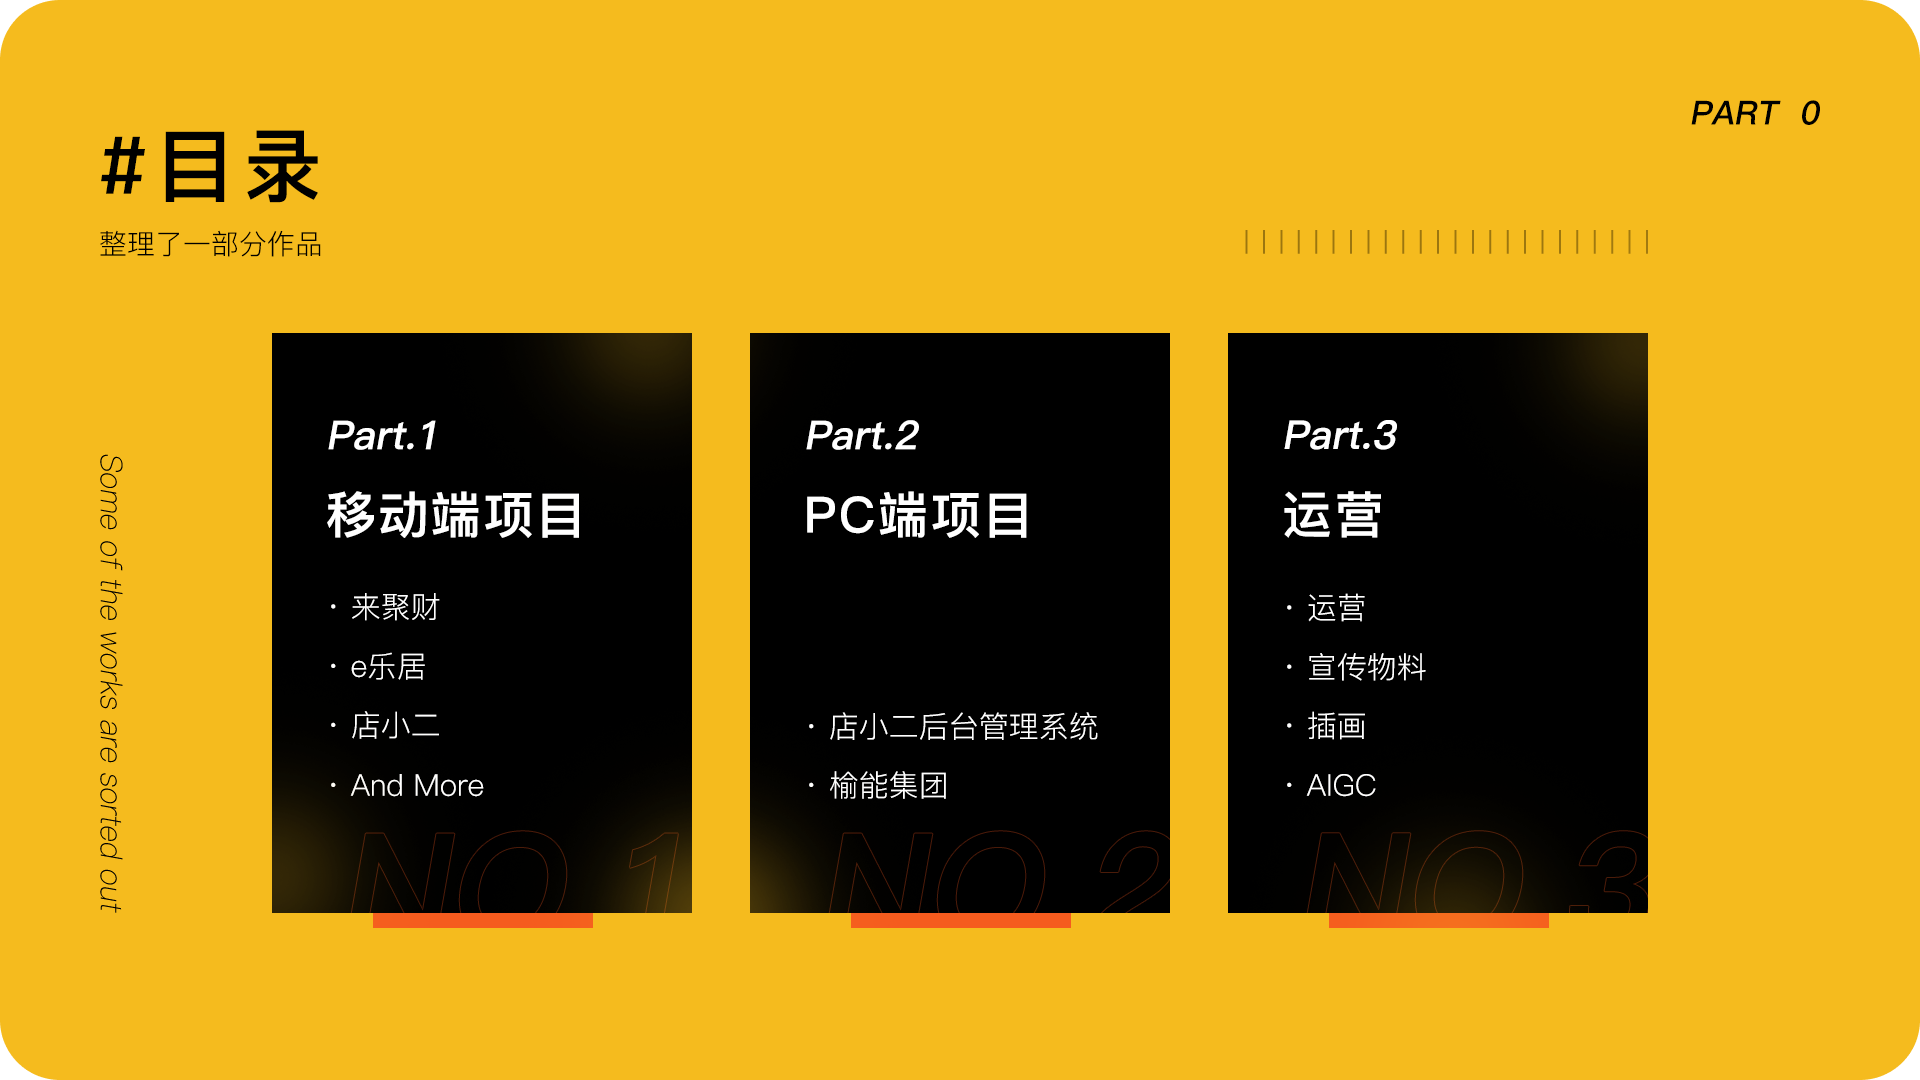 PART 0
#目录
整理了一部分作品
Some of the works are sorted out
Part.1
移动端项目
· 来聚财
· e乐居
· 店小二
· And More
NO 1
Part.2
PC端项目
· 店小二后台管理系统
· 榆能集团
NO 2
Part.3
运营
· 运营
· 宣传物料
· 插画
· AIGC
NO 3